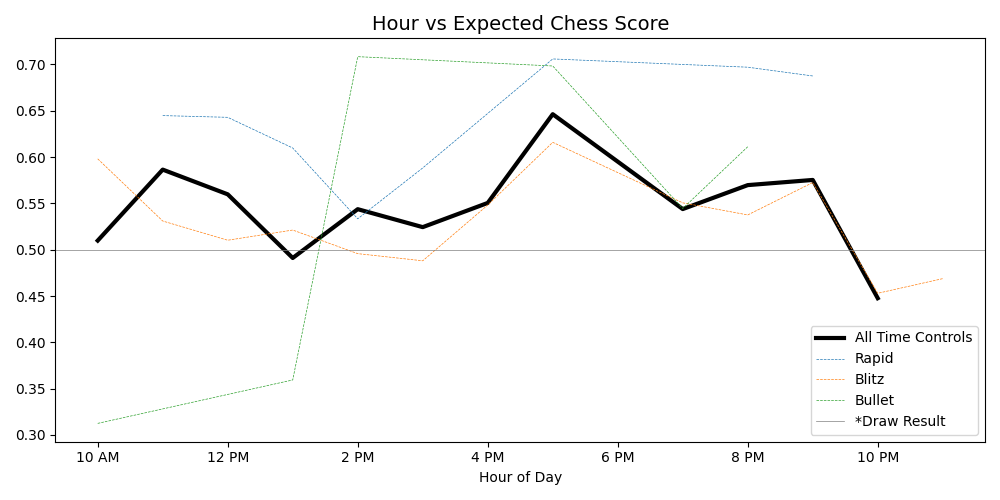 Hour vs Expected Chess Score
0.70
0.65
0.60
0.55
0.50
0.45
0.40
0.35
0.30
All Time Controls
Rapid
Blitz
Bullet
*Draw Result
10 AM 12 PM 2 PM 4 PM 6 PM 8 PM 10 PM
Hour of Day